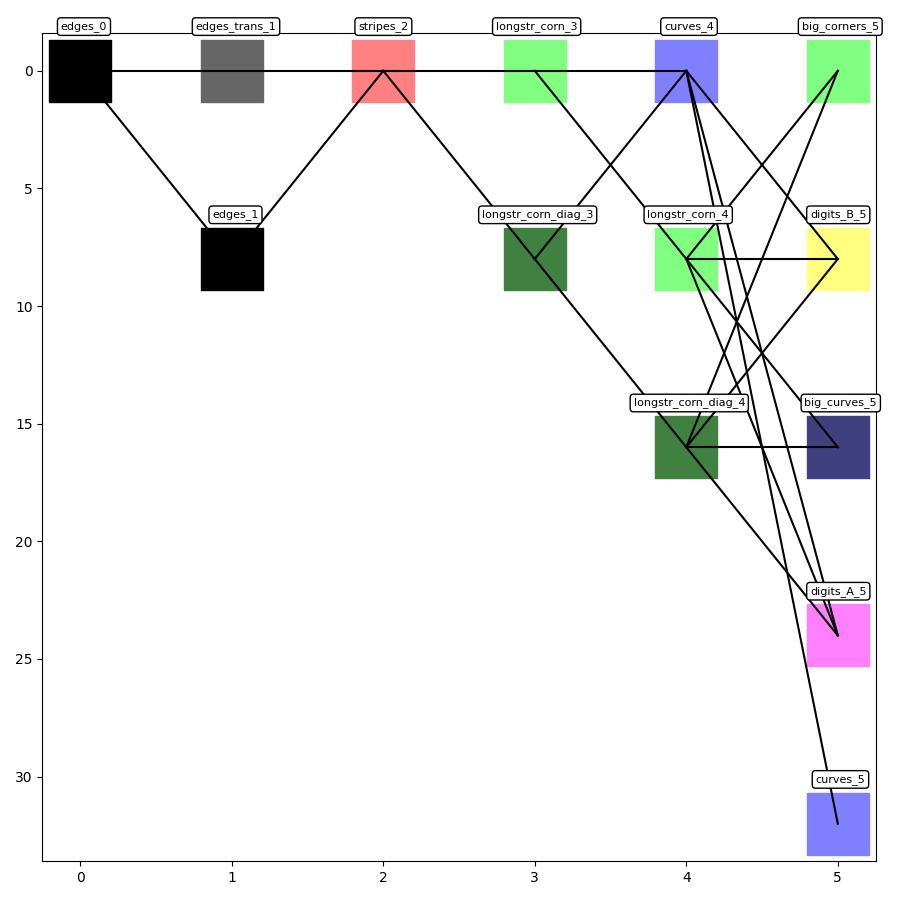 edges_0 edges_trans_1 stripes_2 longstr_corn_3 curves_4 big_corners_5
0
5
edges_1 longstr_corn_diag_3 longstr_corn_4 digits_B_5
10
longstr_corn_diag_4 big_curves_5
15
20
digits_A_5
25
curves_5
30
0 1 2 3 4 5